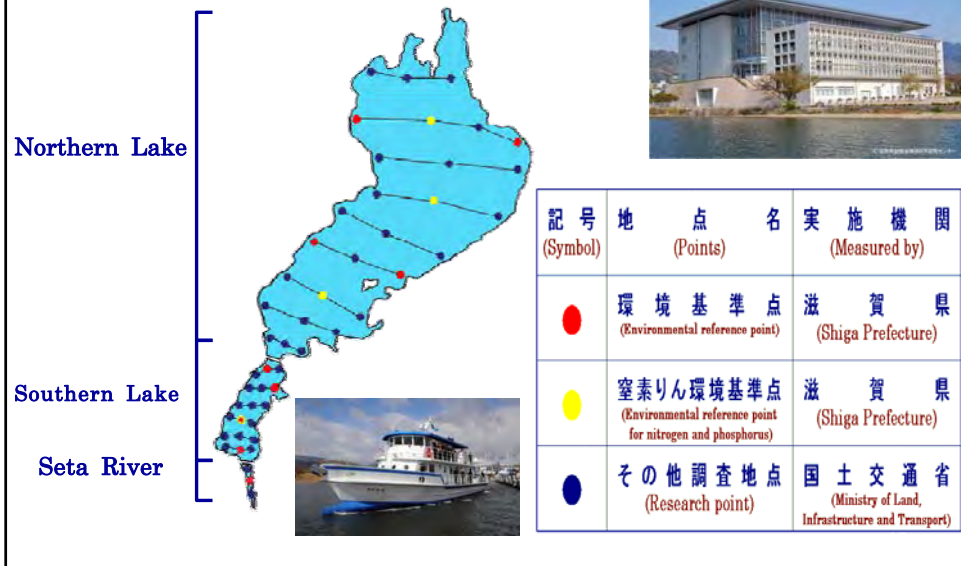 Northern Lake
Southern Lake
Seta River
記号 地点名 実施機関
(Symbol) (Points) (Measured by)
環境基準点 滋賀県
(Environmental reference point) (Shiga Prefecture)
窒素りん環境基準点 滋賀県
(Environmental reference point
for nitrogen and phosphorus) (Shiga Prefecture)
その他調査地点 国土交通省
(Research point) (Ministry of Land,
Infrastructure and Transport)